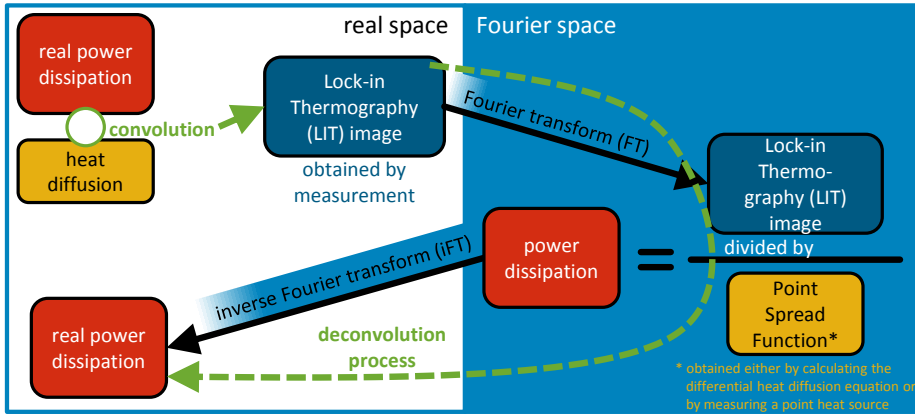 real space
Fourier space
real power
dissipation
convolution
heat
diffusion
Lock-in
Thermography
(LIT) image
obtained by
measurement
Fourier transform (FT)
Lock-in
Thermo-
graphy (LIT)
image
divided by
Point
Spread
Function*
=
power
dissipation
inverse Fourier transform (iFT)
real power
dissipation
deconvolution
process
* obtained either by calculating the
differential heat diffusion equation or
by measuring a point heat source